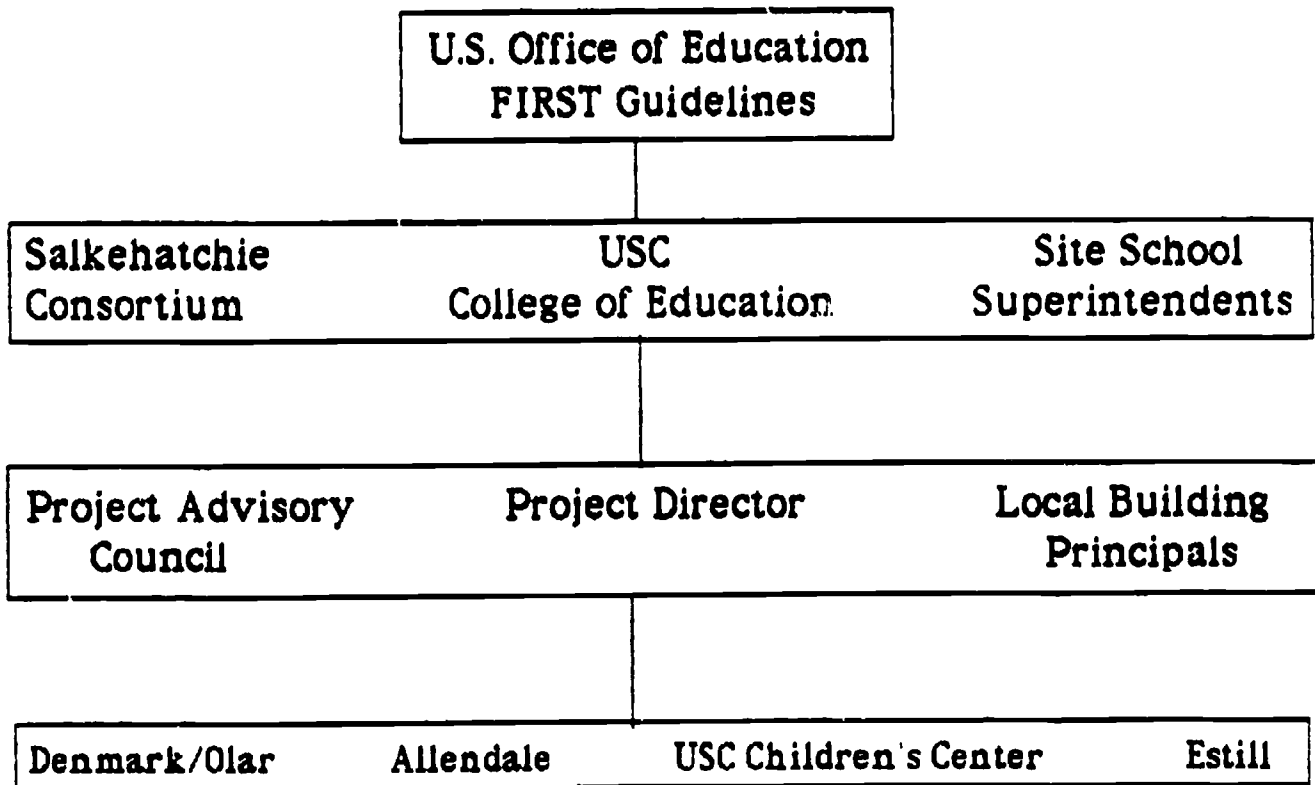 U.S. Office of Education
FIRST Guidelines
Salkehatchie
Consortium
USC
College of Education
Site School
Superintendents
Project Advisory
Council
Project Director
Local Building
Principals
Denmark/Olar
Allendale
USC Children's Center
Estill